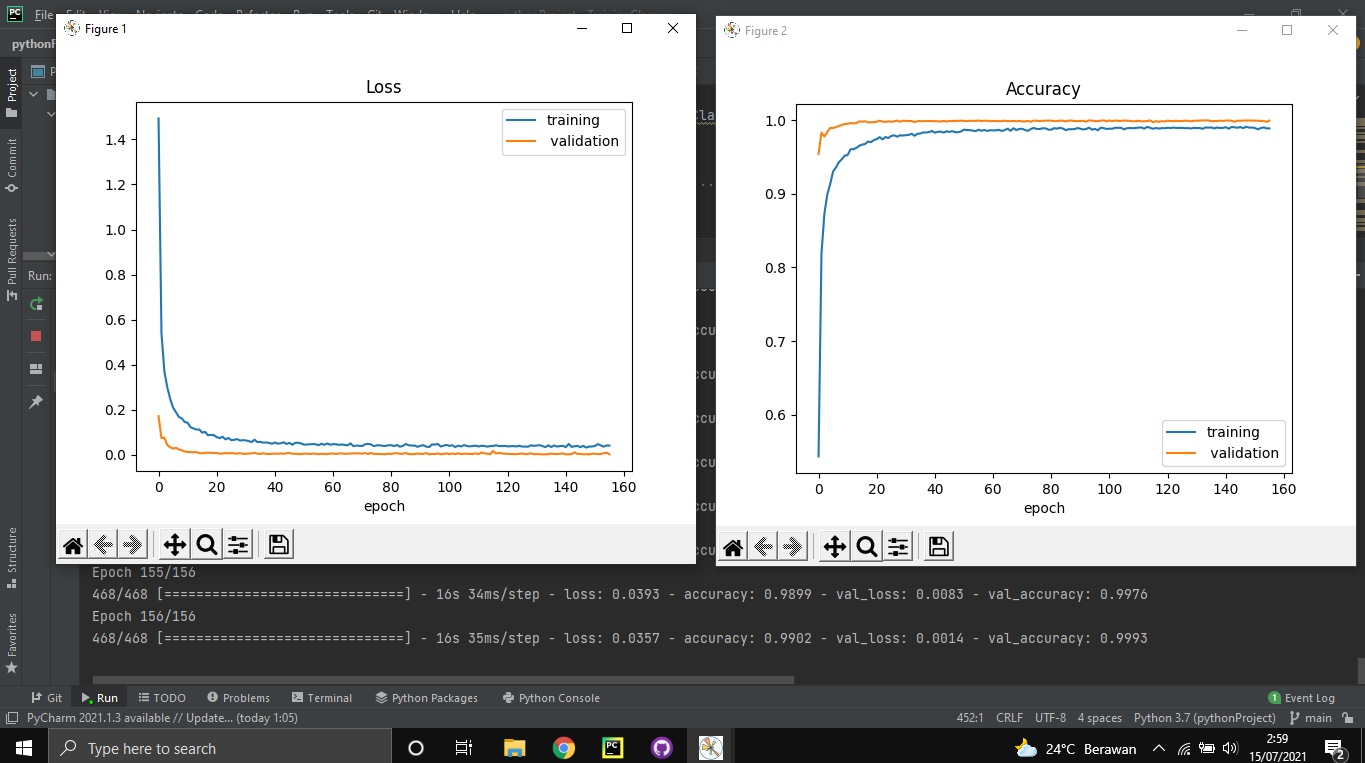 File
Figure 1
Figure 2
Project
Commit
Pull Requests
Structure
Favorites
Run:
Loss
training
validation
1.4
1.2
1.0
0.8
0.6
0.4
0.2
0.0
0 20 40 60 80 100 120 140 160
epoch
Accuracy
1.0
0.9
0.8
0.7
0.6
training
validation
0 20 40 60 80 100 120 140 160
epoch
Epoch 155/156
468/468 [==============================] - 16s 34ms/step - loss: 0.0393 - accuracy: 0.9899 - val_loss: 0.0083 - val_accuracy: 0.9976
Epoch 156/156
468/468 [==============================] - 16s 35ms/step - loss: 0.0357 - accuracy: 0.9902 - val_loss: 0.0014 - val_accuracy: 0.9993
Git Run TODO Problems Terminal Python Packages Python Console 1 Event Log
PyCharm 2021.1.3 available // Update... (today 1:05) 452:1 CRLF UTF-8 4 spaces Python 3.7 (pythonProject) main
Type here to search
24°C Berawan
2:59
15/07/2021
2